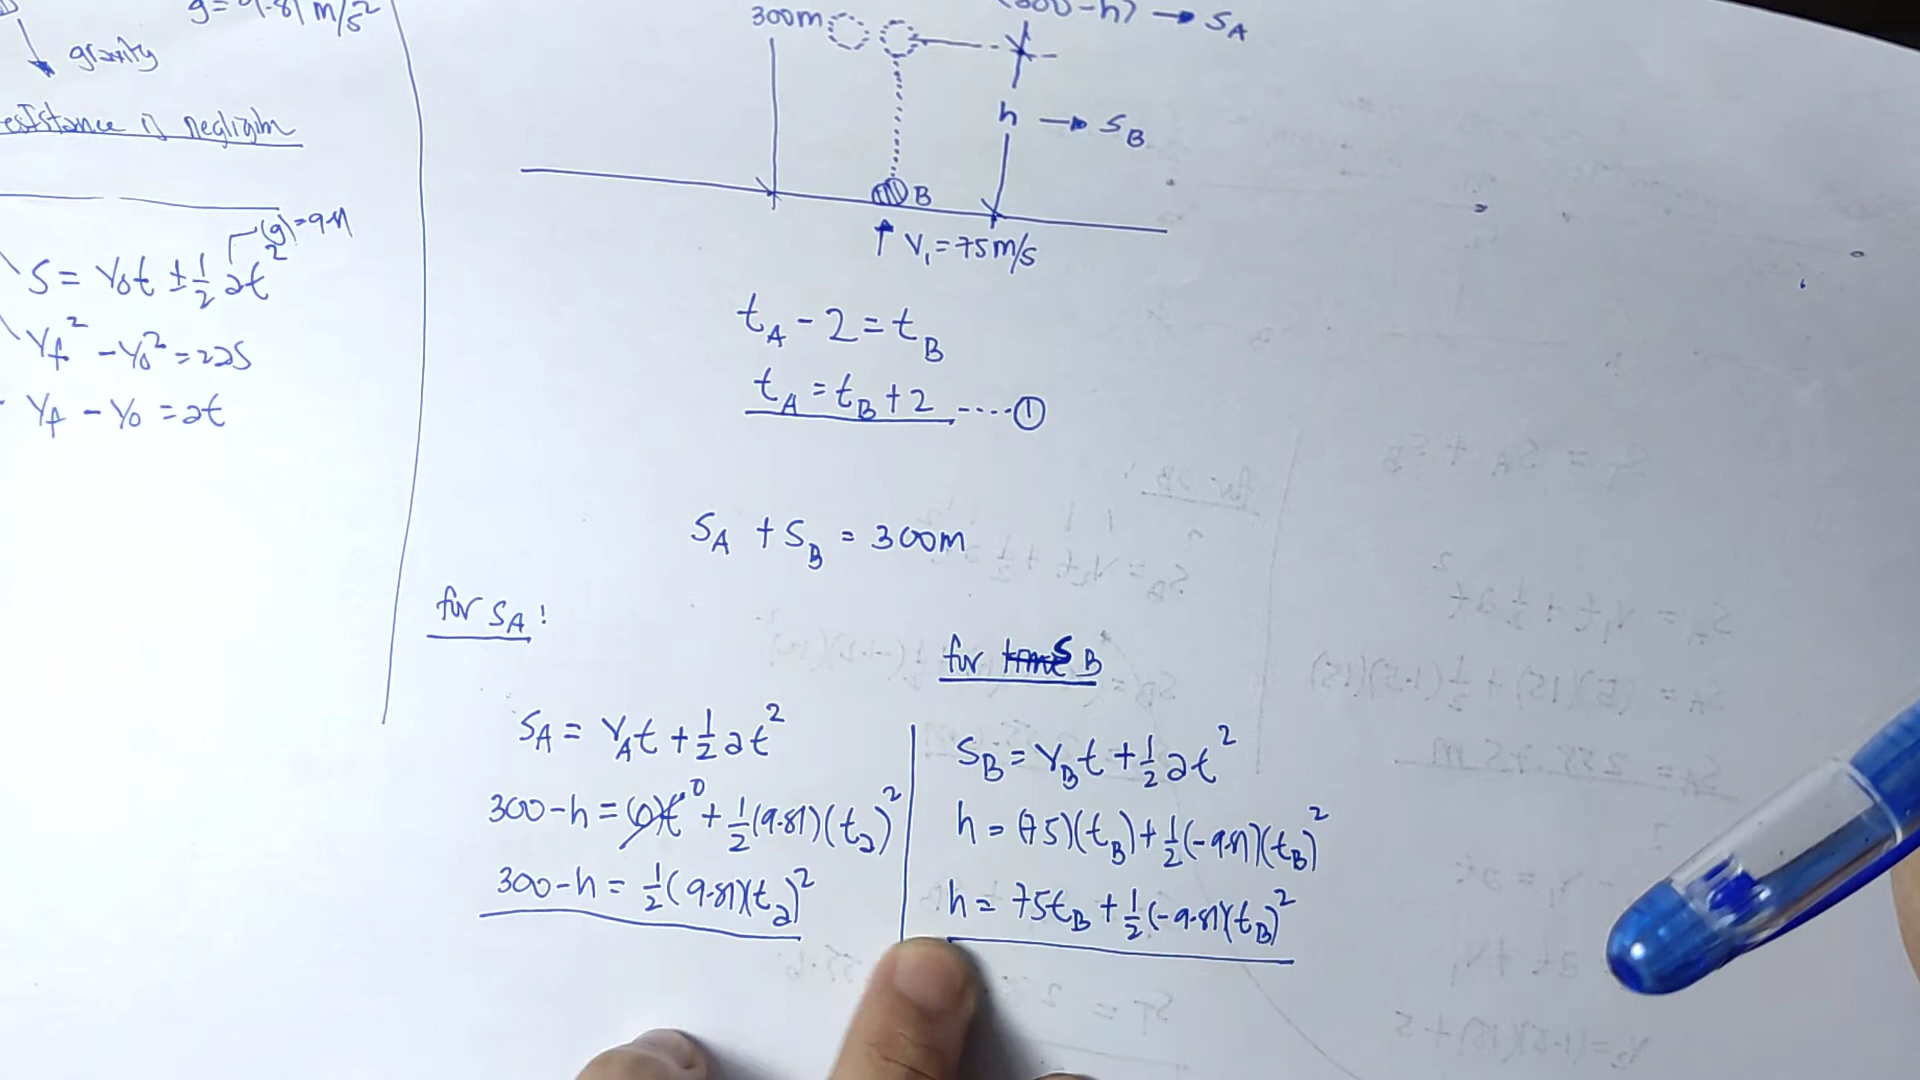 g = 9.81 m/s²
gravity
resistance is negligible
(g) = 9.81
S = V₀t ± ½ at²
V_f² - V₀² = 2aS
V_f - V₀ = at
300m
(300-h) → S_A
h → S_B
B
↑ V₁ = 75 m/s
t_A - 2 = t_B
t_A = t_B + 2 ----①
S_A + S_B = 300m
for S_A:
S_A = V_A t + ½ at²
300-h = (0)t⁰ + ½(9.81)(t_a)²
300-h = ½(9.81)(t_a)²
for S B
S_B = V_B t + ½ at²
h = (75)(t_B) + ½(-9.81)(t_B)²
h = 75t_B + ½(-9.81)(t_B)²